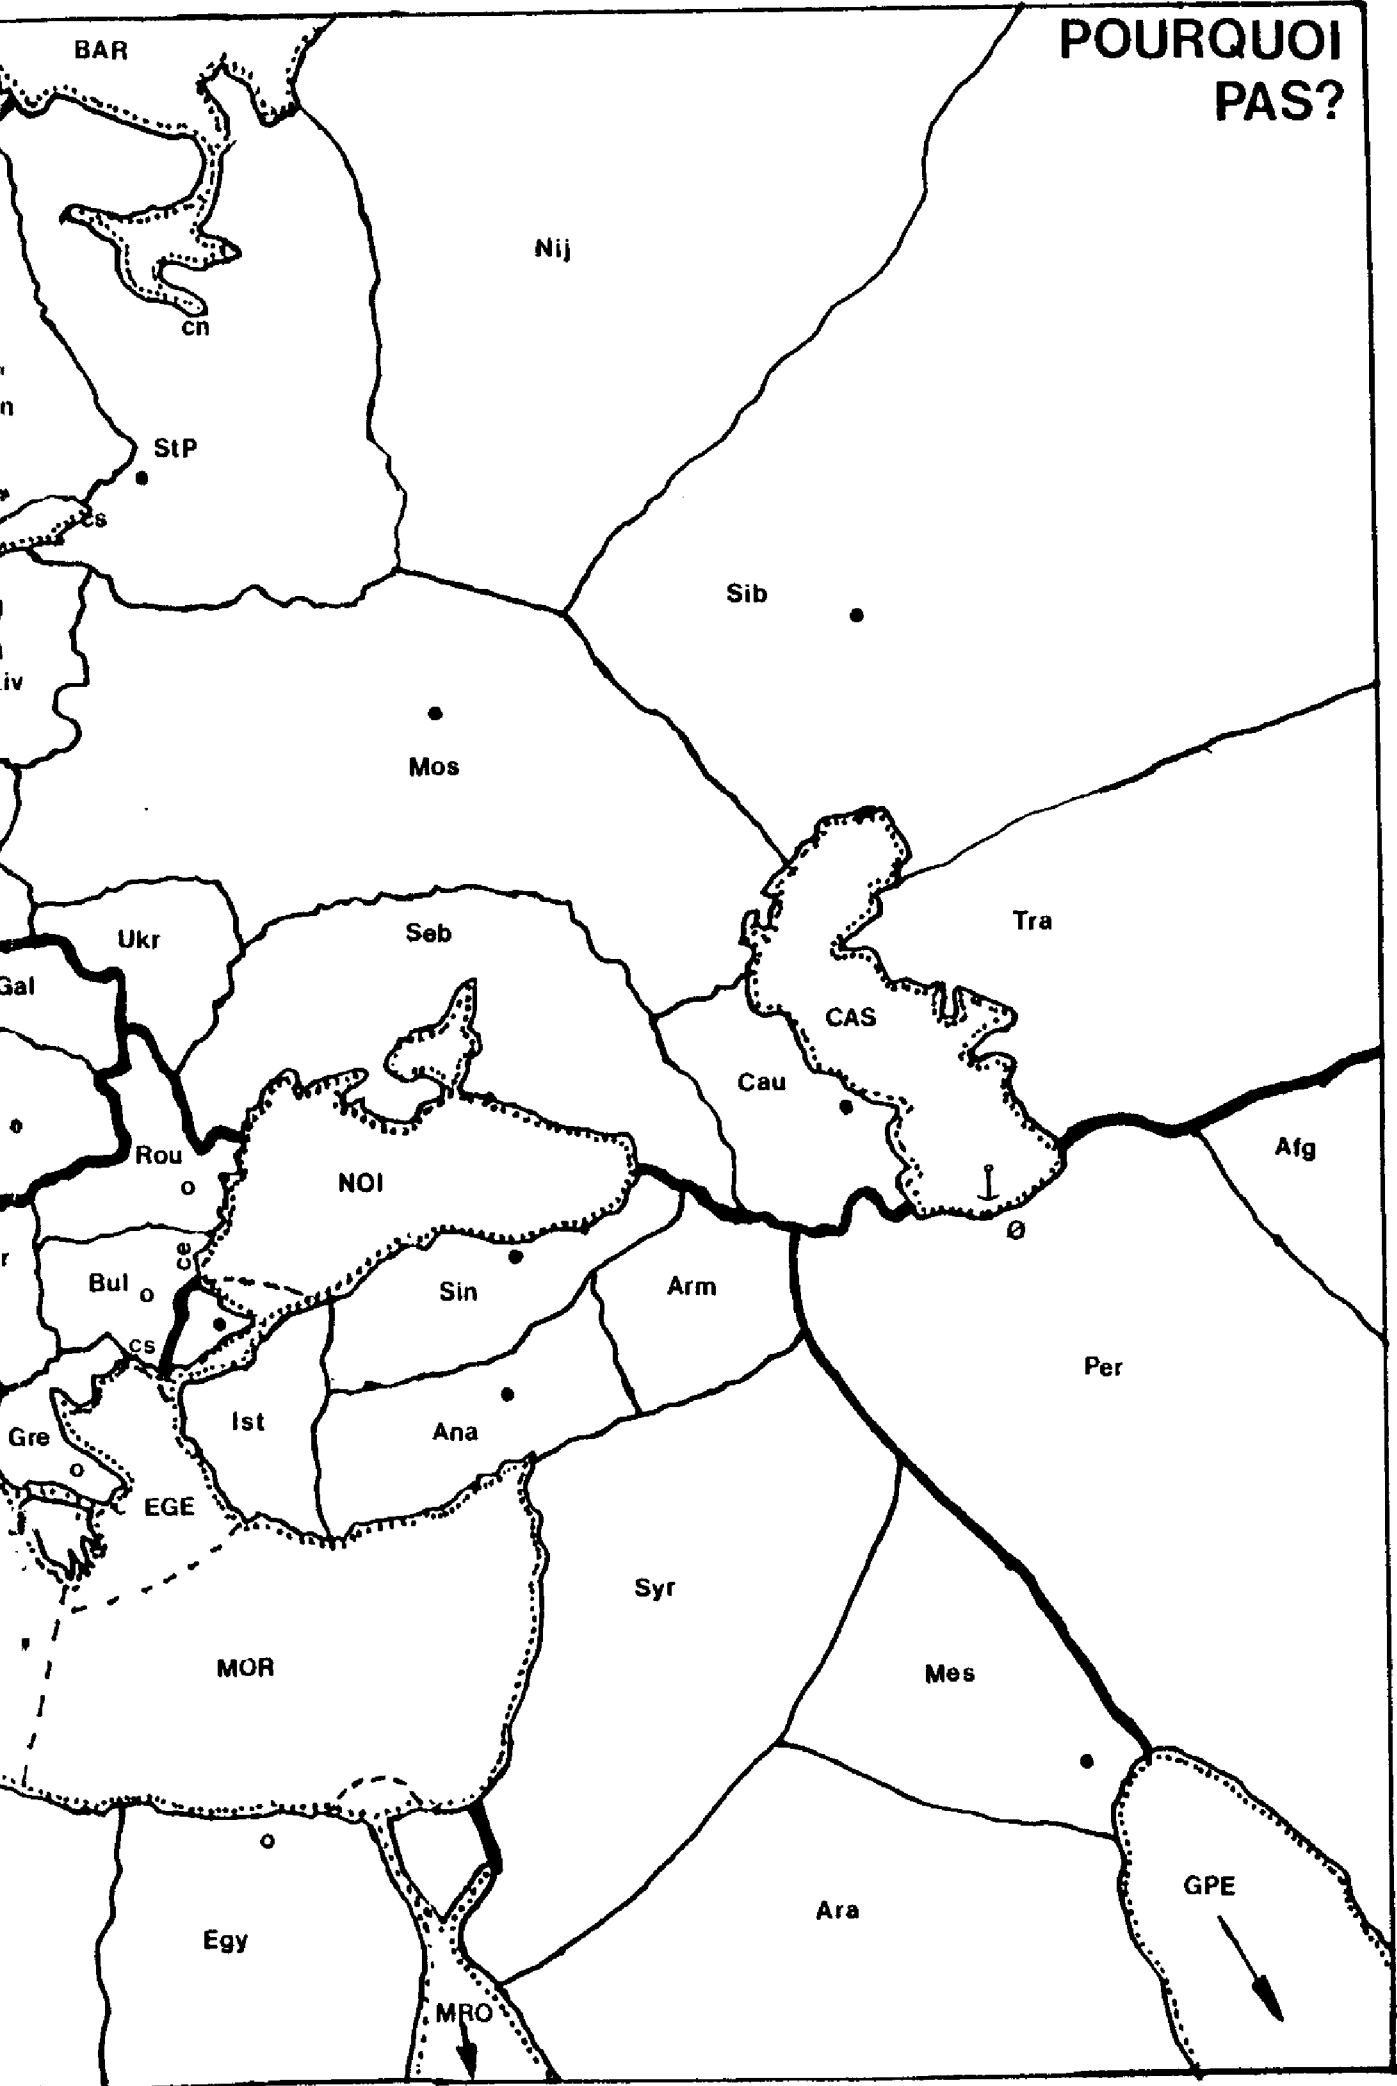 POURQUOI
PAS?
BAR
Nij
cn
n
StP
cs
Sib
iv
Mos
Ukr
Seb
Tra
Gal
CAS
Cau
Afg
Rou
NOI
ce
r
Bul
Sin
Arm
cs
Per
Gre
Ist
Ana
EGE
Syr
MOR
Mes
GPE
Ara
Egy
MRO